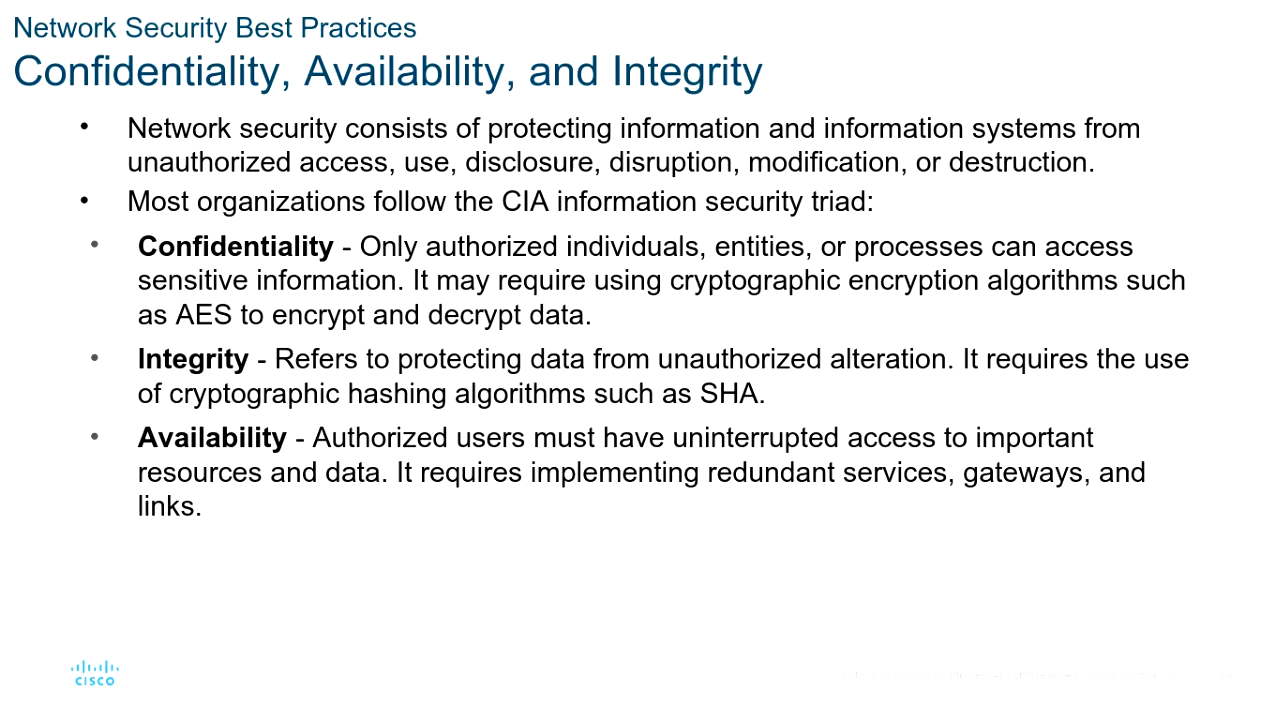 Network Security Best Practices
Confidentiality, Availability, and Integrity
• Network security consists of protecting information and information systems from
unauthorized access, use, disclosure, disruption, modification, or destruction.
• Most organizations follow the CIA information security triad:
• Confidentiality - Only authorized individuals, entities, or processes can access
sensitive information. It may require using cryptographic encryption algorithms such
as AES to encrypt and decrypt data.
• Integrity - Refers to protecting data from unauthorized alteration. It requires the use
of cryptographic hashing algorithms such as SHA.
• Availability - Authorized users must have uninterrupted access to important
resources and data. It requires implementing redundant services, gateways, and
links.
CISCO